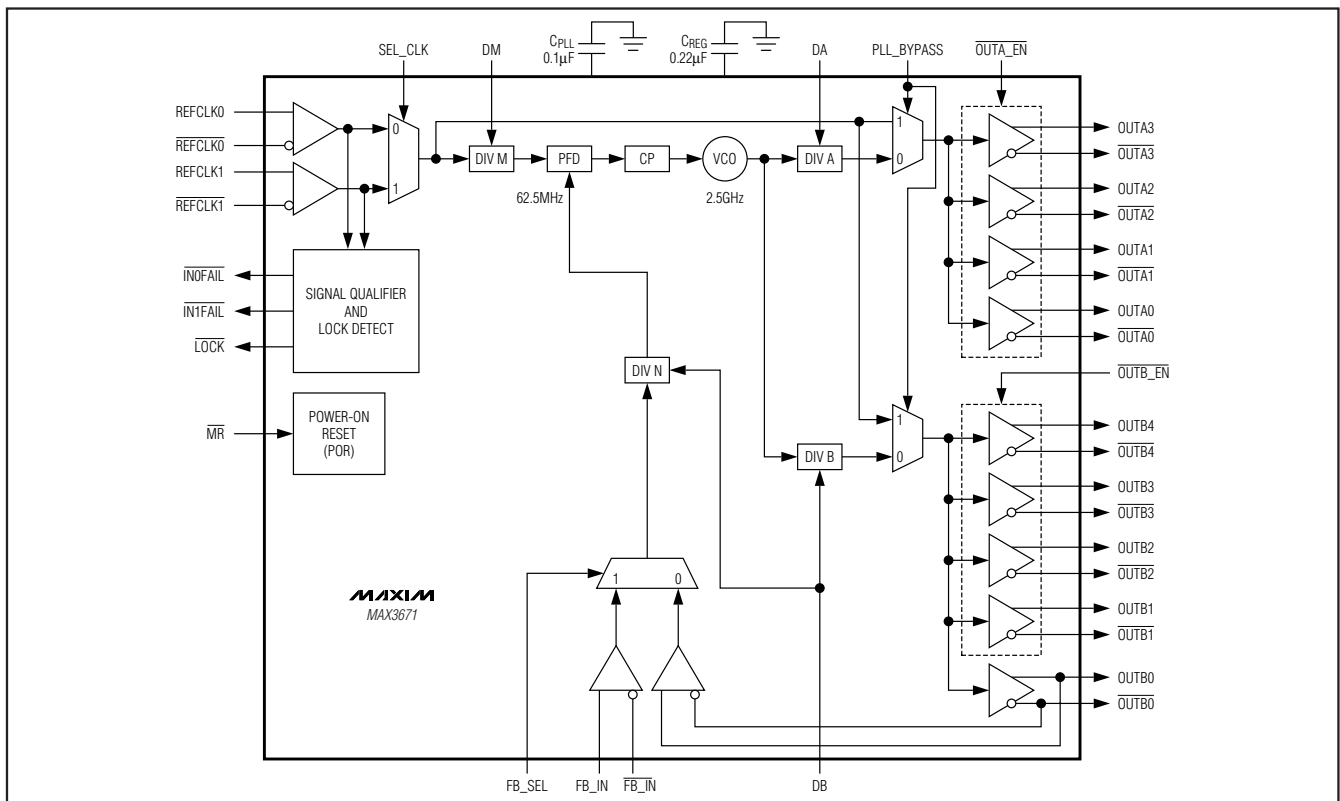 SEL_CLK
DM
CPLL
0.1µF
CREG
0.22µF
DA
PLL_BYPASS
OUTA_EN
REFCLK0
REFCLK0
REFCLK1
REFCLK1
0
1
DIV M
PFD
62.5MHz
CP
VCO
2.5GHz
DIV A
1
0
OUTA3
OUTA3
OUTA2
OUTA2
OUTA1
OUTA1
OUTA0
OUTA0
IN0FAIL
IN1FAIL
LOCK
SIGNAL QUALIFIER
AND
LOCK DETECT
DIV N
OUTB_EN
MR
POWER-ON
RESET
(POR)
1
0
DIV B
OUTB4
OUTB4
OUTB3
OUTB3
OUTB2
OUTB2
OUTB1
OUTB1
OUTB0
OUTB0
1 0
MAXIM
MAX3671
FB_SEL
FB_IN
FB_IN
DB